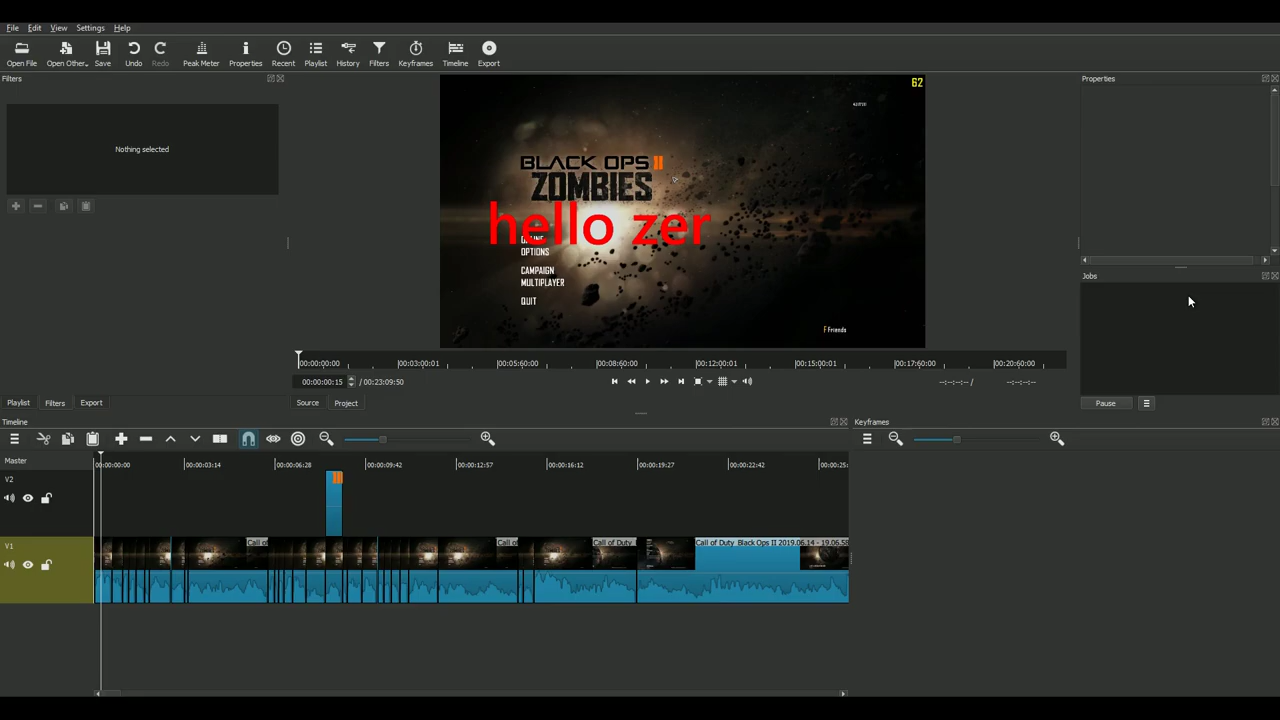 File Edit View Settings Help
Open File Open Other... Save Undo Redo Peak Meter Properties Recent Playlist History Filters Keyframes Timeline Export
Filters
Properties
Nothing selected
62
BLACK OPS II
ZOMBIES
hello zer
OPTIONS
CAMPAIGN
MULTIPLAYER
QUIT
F Friends
Jobs
00:00:00:00 00:03:00:01 00:05:60:00 00:08:60:00 00:12:00:01 00:15:00:01 00:17:60:00 00:20:60:00
00:00:00:15 / 00:23:09:50
--:--:--:-- / --:--:--:--
Playlist Filters Export
Source Project
Pause
Timeline
Keyframes
Master
00:00:00:00 00:00:03:14 00:00:06:28 00:00:09:42 00:00:12:57 00:00:16:12 00:00:19:27 00:00:22:42 00:00:25:
V2
V1
Call of Call of Call of Duty Call of Duty Black Ops II 2019.06.14 - 19.06.58